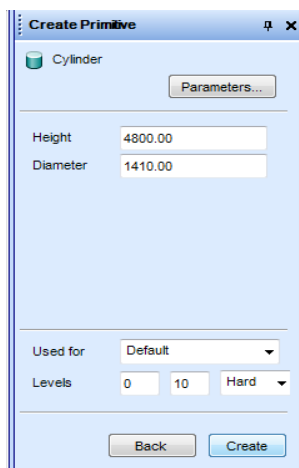 Create Primitive
Cylinder
Parameters...
Height 4800.00
Diameter 1410.00
Used for Default
Levels 0 10 Hard
Back Create